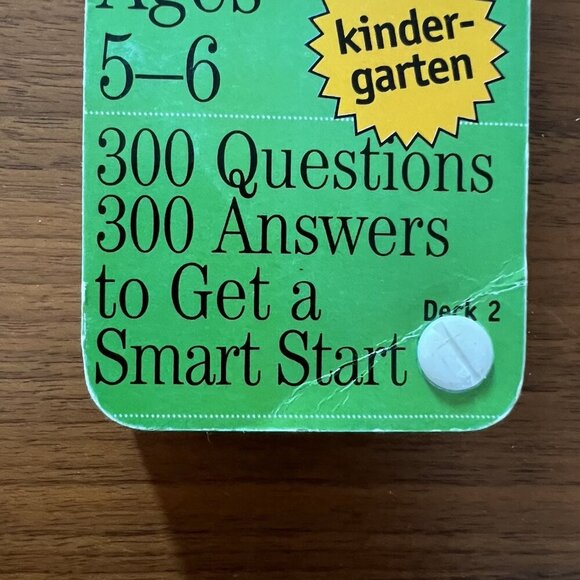 Ages
5–6
kinder-
garten
300 Questions
300 Answers
to Get a
Smart Start
Deck 2